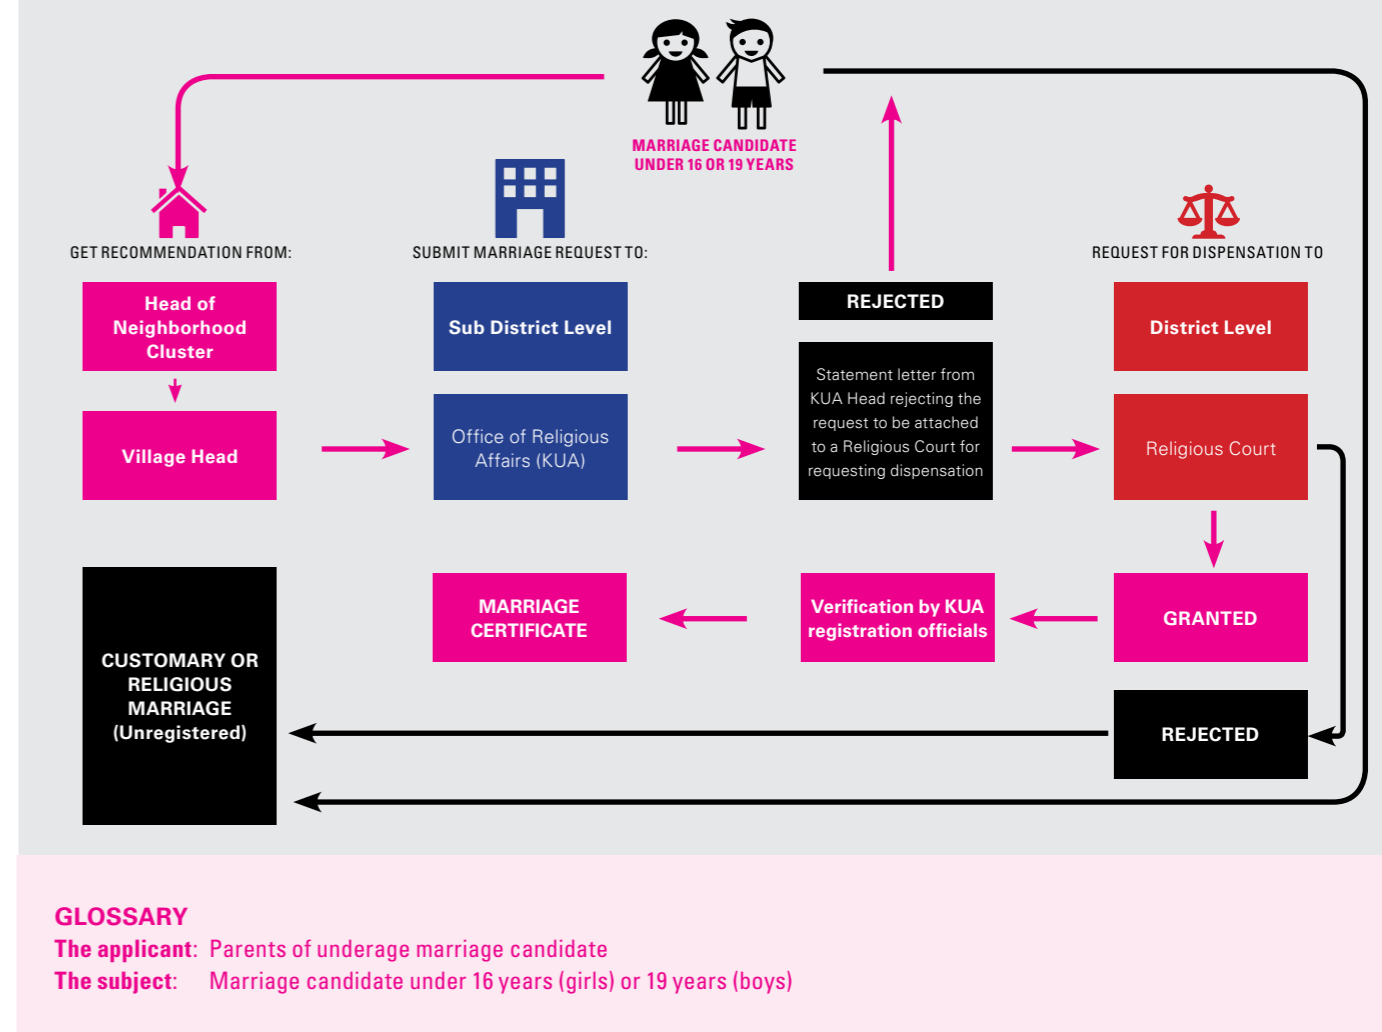 MARRIAGE CANDIDATE
UNDER 16 OR 19 YEARS
GET RECOMMENDATION FROM:
SUBMIT MARRIAGE REQUEST TO:
REQUEST FOR DISPENSATION TO
Head of
Neighborhood
Cluster
Village Head
Sub District Level
Office of Religious
Affairs (KUA)
REJECTED
Statement letter from
KUA Head rejecting the
request to be attached
to a Religious Court for
requesting dispensation
District Level
Religious Court
GRANTED
Verification by KUA
registration officials
MARRIAGE
CERTIFICATE
REJECTED
CUSTOMARY OR
RELIGIOUS
MARRIAGE
(Unregistered)
GLOSSARY
The applicant: Parents of underage marriage candidate
The subject: Marriage candidate under 16 years (girls) or 19 years (boys)